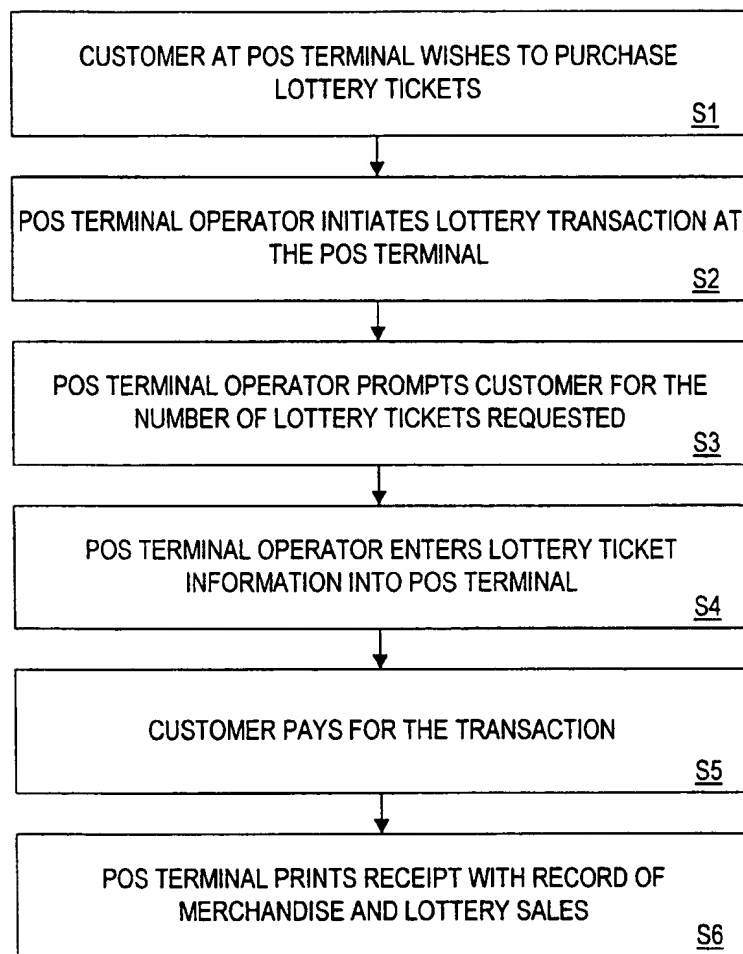 CUSTOMER AT POS TERMINAL WISHES TO PURCHASE
LOTTERY TICKETS
S1
POS TERMINAL OPERATOR INITIATES LOTTERY TRANSACTION AT
THE POS TERMINAL
S2
POS TERMINAL OPERATOR PROMPTS CUSTOMER FOR THE
NUMBER OF LOTTERY TICKETS REQUESTED
S3
POS TERMINAL OPERATOR ENTERS LOTTERY TICKET
INFORMATION INTO POS TERMINAL
S4
CUSTOMER PAYS FOR THE TRANSACTION
S5
POS TERMINAL PRINTS RECEIPT WITH RECORD OF
MERCHANDISE AND LOTTERY SALES
S6